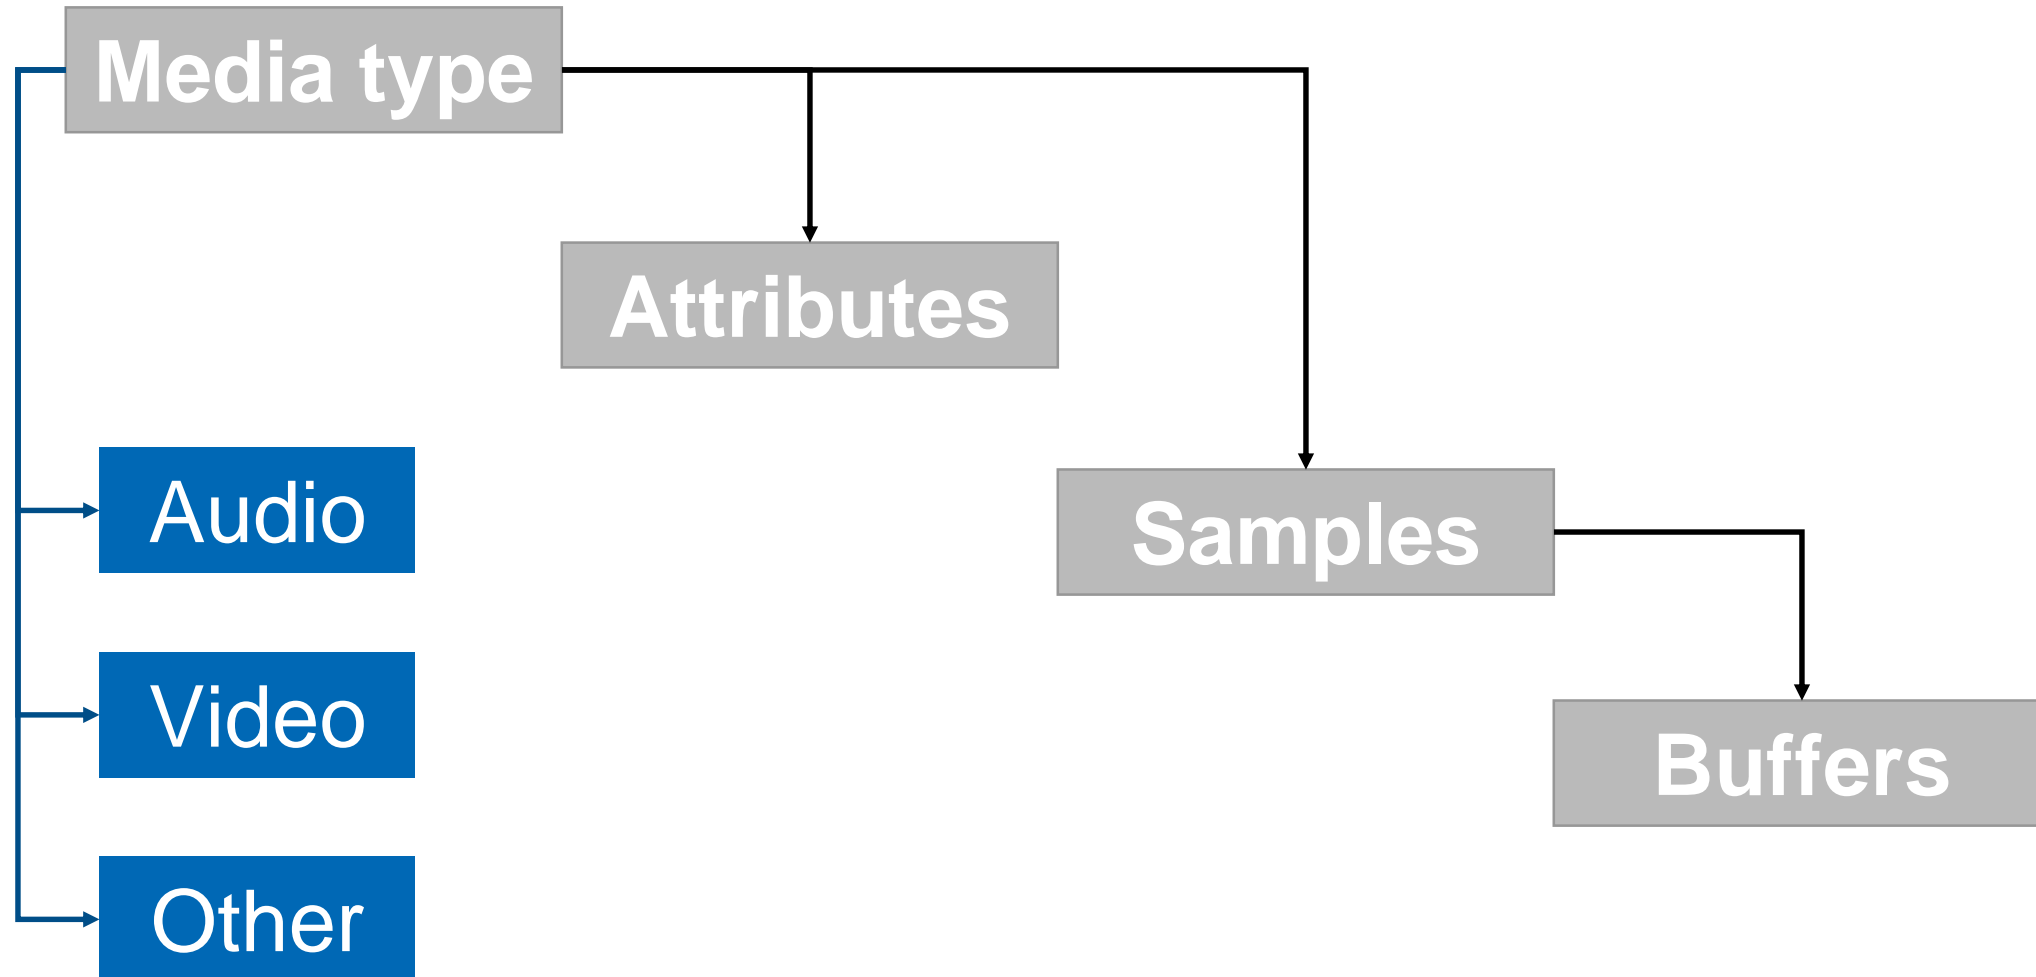 Media type
Attributes
Audio
Samples
Video
Buffers
Other